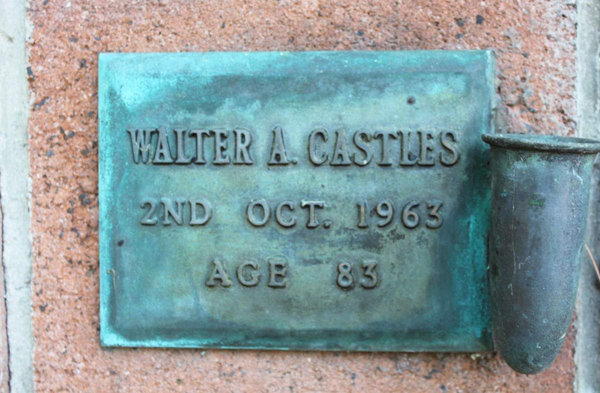 WALTER A. CASTLES
2ND OCT. 1963
AGE 83